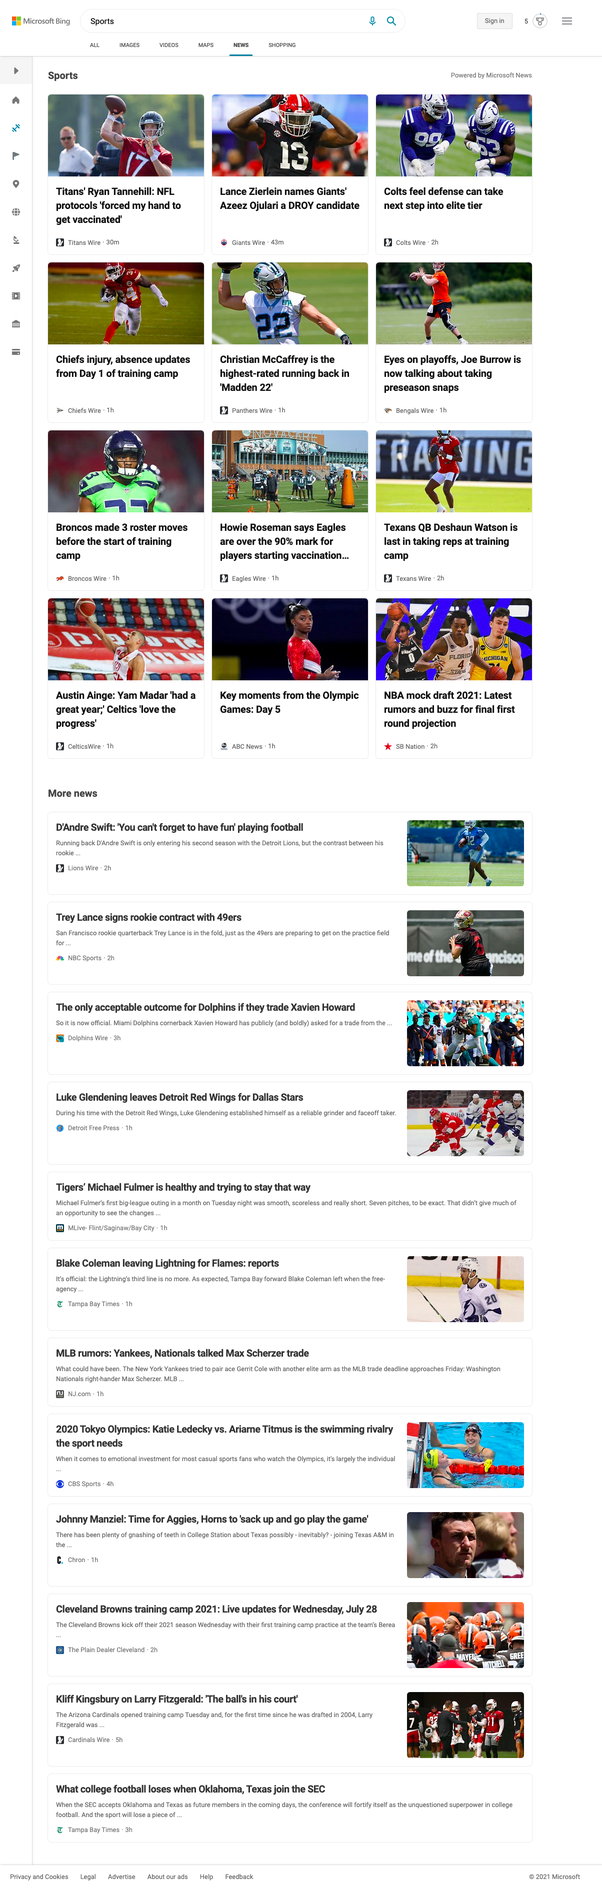 Microsoft Bing
Sports
Sign in
5
ALL IMAGES VIDEOS MAPS NEWS SHOPPING
Sports
Powered by Microsoft News
17
13
99
53
Titans' Ryan Tannehill: NFL
protocols 'forced my hand to
get vaccinated'
Titans Wire · 30m
Lance Zierlein names Giants'
Azeez Ojulari a DROY candidate
Giants Wire · 43m
Colts feel defense can take
next step into elite tier
Colts Wire · 2h
22
Chiefs injury, absence updates
from Day 1 of training camp
Chiefs Wire · 1h
Christian McCaffrey is the
highest-rated running back in
'Madden 22'
Panthers Wire · 1h
Eyes on playoffs, Joe Burrow is
now talking about taking
preseason snaps
Bengals Wire · 1h
NOVACARE
TRAINING
Broncos made 3 roster moves
before the start of training
camp
Broncos Wire · 1h
Howie Roseman says Eagles
are over the 90% mark for
players starting vaccination...
Eagles Wire · 1h
Texans QB Deshaun Watson is
last in taking reps at training
camp
Texans Wire · 2h
Austin Ainge: Yam Madar 'had a
great year;' Celtics 'love the
progress'
CelticsWire · 1h
Key moments from the Olympic
Games: Day 5
ABC News · 1h
NBA mock draft 2021: Latest
rumors and buzz for final first
round projection
SB Nation · 2h
More news
D'Andre Swift: 'You can't forget to have fun' playing football
Running back D'Andre Swift is only entering his second season with the Detroit Lions, but the contrast between his
rookie ...
Lions Wire · 2h
Trey Lance signs rookie contract with 49ers
San Francisco rookie quarterback Trey Lance is in the fold, just as the 49ers are preparing to get on the practice field
for ...
NBC Sports · 2h
The only acceptable outcome for Dolphins if they trade Xavien Howard
So it is now official. Miami Dolphins cornerback Xavien Howard has publicly (and boldly) asked for a trade from the ...
Dolphins Wire · 3h
Luke Glendening leaves Detroit Red Wings for Dallas Stars
During his time with the Detroit Red Wings, Luke Glendening established himself as a reliable grinder and faceoff taker.
Detroit Free Press · 1h
Tigers' Michael Fulmer is healthy and trying to stay that way
Michael Fulmer's first big-league outing in a month on Tuesday night was smooth, scoreless and really short. Seven pitches, to be exact. That didn't give much of
an opportunity to see the changes ...
MLive- Flint/Saginaw/Bay City · 1h
Blake Coleman leaving Lightning for Flames: reports
It's official: the Lightning's third line is no more. As expected, Tampa Bay forward Blake Coleman left when the free-
agency ...
Tampa Bay Times · 1h
20
MLB rumors: Yankees, Nationals talked Max Scherzer trade
What could have been. The New York Yankees tried to pair ace Gerrit Cole with another elite arm as the MLB trade deadline approaches Friday: Washington
Nationals right-hander Max Scherzer. MLB ...
NJ.com · 1h
2020 Tokyo Olympics: Katie Ledecky vs. Ariarne Titmus is the swimming rivalry
the sport needs
When it comes to emotional investment for most casual sports fans who watch the Olympics, it's largely the individual
...
CBS Sports · 4h
Johnny Manziel: Time for Aggies, Horns to 'sack up and go play the game'
There has been plenty of gnashing of teeth in College Station about Texas possibly - inevitably? - joining Texas A&M in
the ...
Chron · 1h
Cleveland Browns training camp 2021: Live updates for Wednesday, July 28
The Cleveland Browns kick off their 2021 season Wednesday with their first training camp practice at the team's Berea
...
The Plain Dealer Cleveland · 2h
Kliff Kingsbury on Larry Fitzgerald: 'The ball's in his court'
The Arizona Cardinals opened training camp Tuesday and, for the first time since he was drafted in 2004, Larry
Fitzgerald was ...
Cardinals Wire · 5h
What college football loses when Oklahoma, Texas join the SEC
When the SEC accepts Oklahoma and Texas as future members in the coming days, the conference will fortify itself as the unquestioned superpower in college
football. And the sport will lose a piece of ...
Tampa Bay Times · 3h
Privacy and Cookies Legal Advertise About our ads Help Feedback
© 2021 Microsoft